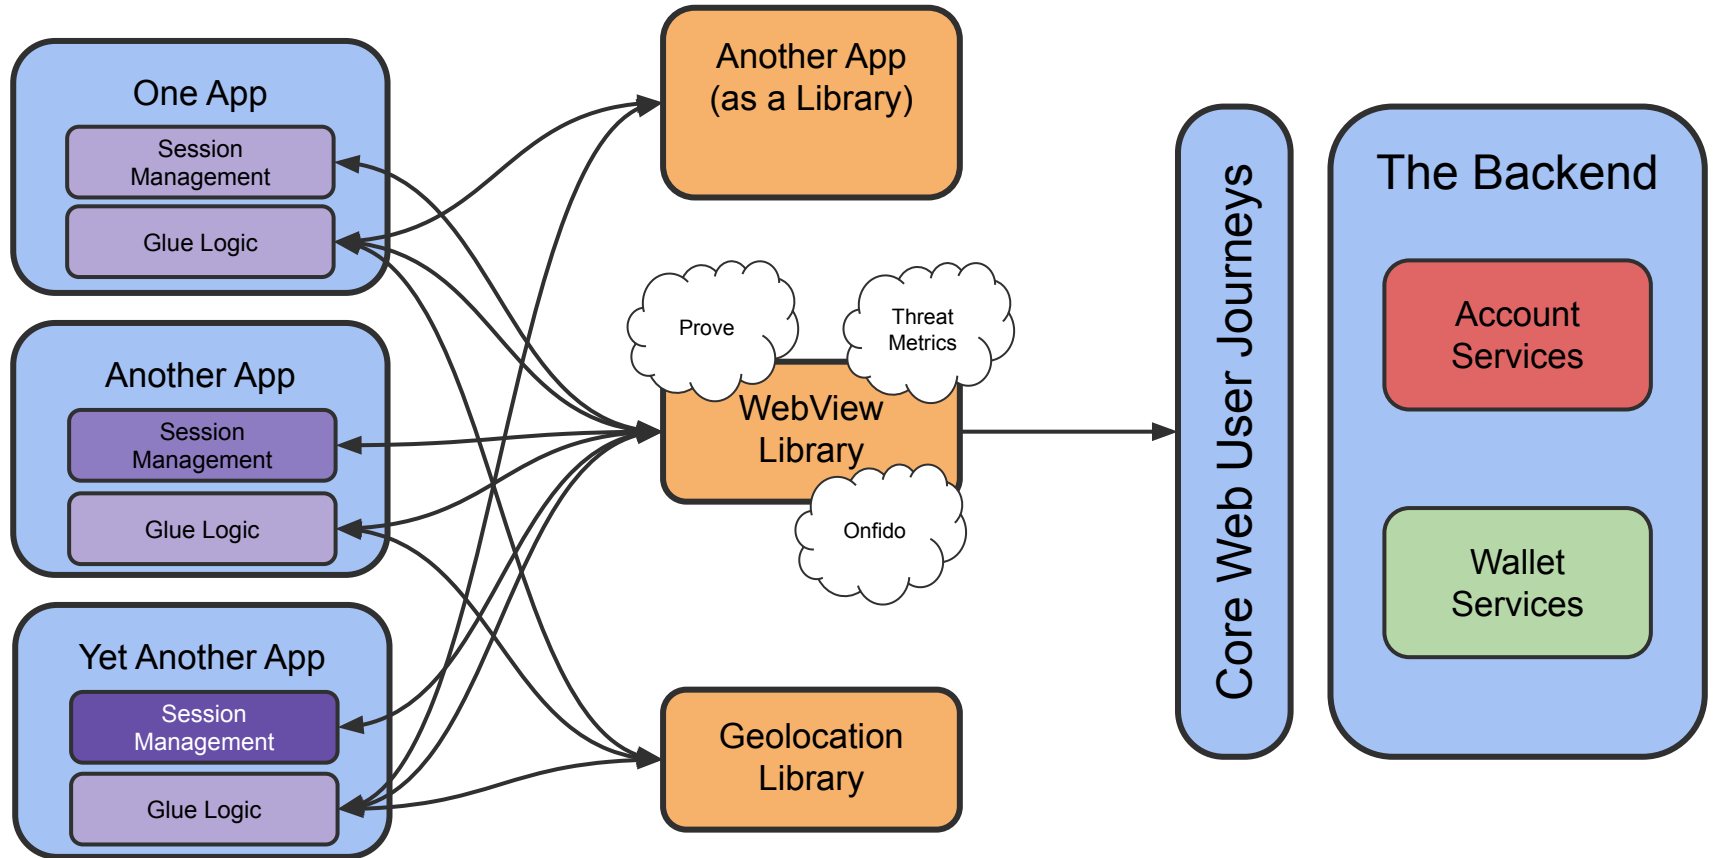 One App
Session
Management
Glue Logic
Another App
Session
Management
Glue Logic
Yet Another App
Session
Management
Glue Logic
Another App
(as a Library)
Prove
Threat
Metrics
WebView
Library
Onfido
Geolocation
Library
Core Web User Journeys
The Backend
Account
Services
Wallet
Services